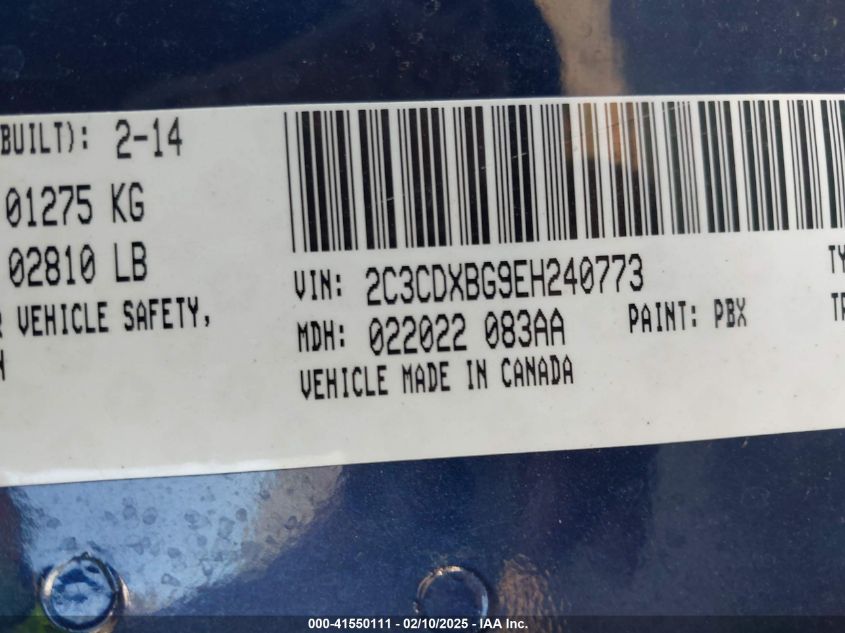 BUILT): 2-14
01275 KG
02810 LB
VEHICLE SAFETY,
VIN: 2C3CDXBG9EH240773
MDH: 022022 083AA PAINT: PBX
VEHICLE MADE IN CANADA
000-41550111 - 02/10/2025 - IAA Inc.